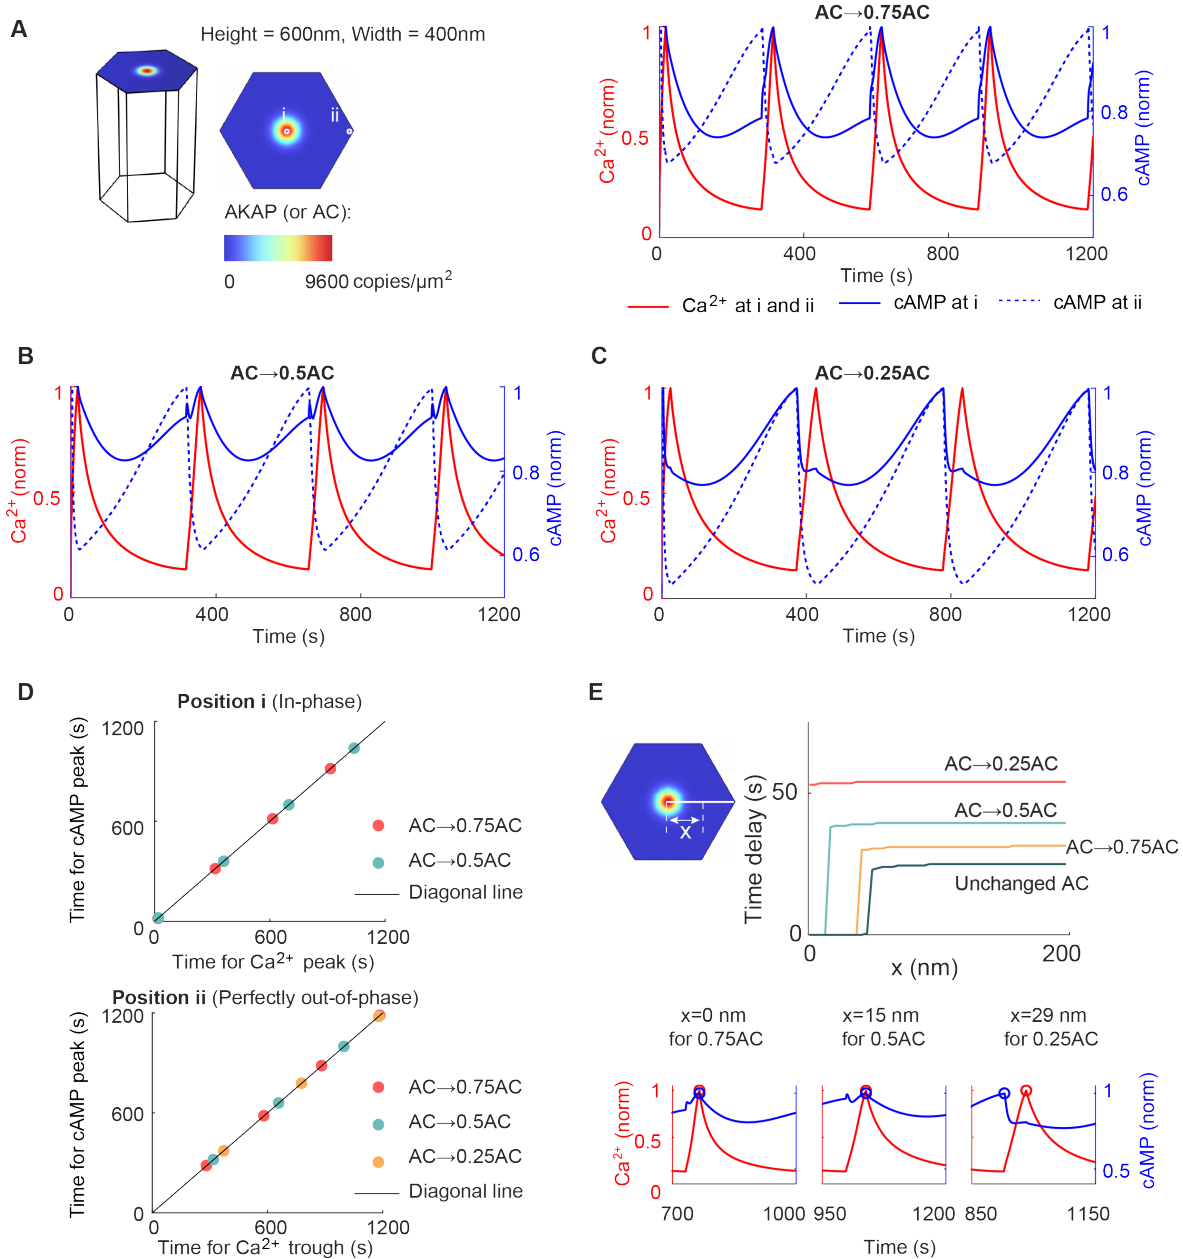 A
Height = 600nm, Width = 400nm
i
ii
AKAP (or AC):
0
9600 copies/µm²
AC→0.75AC
1
0.5
0
Ca²⁺ (norm)
1
0.8
0.6
cAMP (norm)
0
400
800
1200
Time (s)
Ca²⁺ at i and ii
cAMP at i
cAMP at ii
B
AC→0.5AC
1
0.5
0
Ca²⁺ (norm)
1
0.8
0.6
cAMP (norm)
0
400
800
1200
Time (s)
C
AC→0.25AC
1
0.5
0
Ca²⁺ (norm)
1
0.8
0.6
cAMP (norm)
0
400
800
1200
Time (s)
D
Position i (In-phase)
1200
600
0
Time for cAMP peak (s)
AC→0.75AC
AC→0.5AC
Diagonal line
0
600
1200
Time for Ca²⁺ peak (s)
Position ii (Perfectly out-of-phase)
1200
600
0
Time for cAMP peak (s)
AC→0.75AC
AC→0.5AC
AC→0.25AC
Diagonal line
0
600
1200
Time for Ca²⁺ trough (s)
E
x
Time delay (s)
50
0
AC→0.25AC
AC→0.5AC
AC→0.75AC
Unchanged AC
0
200
x (nm)
x=0 nm
for 0.75AC
x=15 nm
for 0.5AC
x=29 nm
for 0.25AC
1
0.5
0
Ca²⁺ (norm)
1
0.5
cAMP (norm)
700
1000
950
1200
850
1150
Time (s)